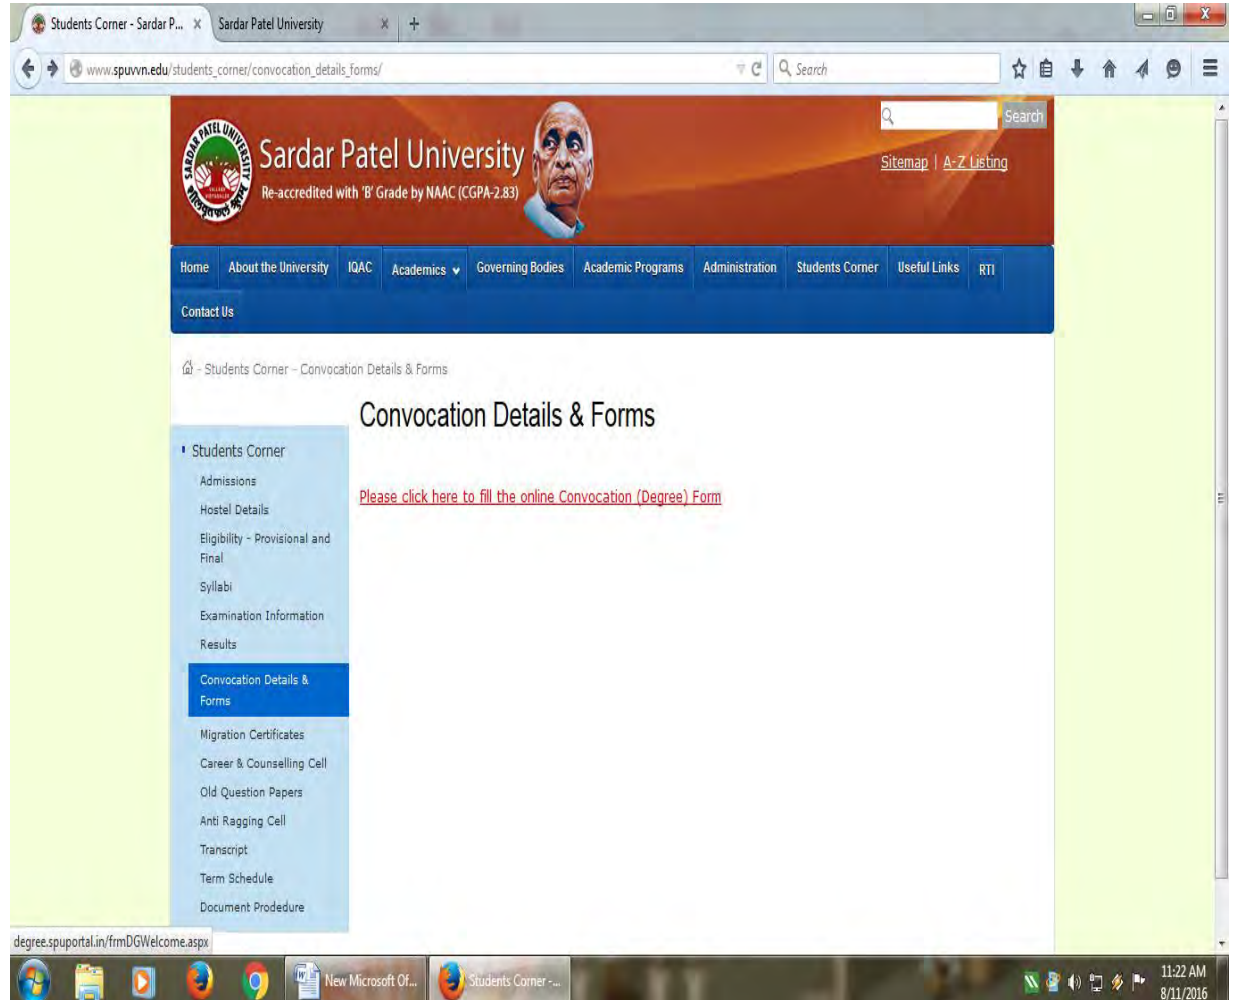 Students Corner - Sardar P...
Sardar Patel University
www.spuvvn.edu/students_corner/convocation_details_forms/
Search
SARDAR PATEL UNIVERSITY
Sardar Patel University
Re-accredited with 'B' Grade by NAAC (CGPA-2.83)
Search
Sitemap | A-Z Listing
Home About the University IQAC Academics Governing Bodies Academic Programs Administration Students Corner Useful Links RTI
Contact Us
- Students Corner - Convocation Details & Forms
Convocation Details & Forms
Students Corner
Admissions
Hostel Details
Eligibility - Provisional and
Final
Syllabi
Examination Information
Results
Convocation Details &
Forms
Migration Certificates
Career & Counselling Cell
Old Question Papers
Anti Ragging Cell
Transcript
Term Schedule
Document Prodedure
Please click here to fill the online Convocation (Degree) Form
degree.spuportal.in/frmDGWelcome.aspx
New Microsoft Of...
Students Corner -...
11:22 AM
8/11/2016